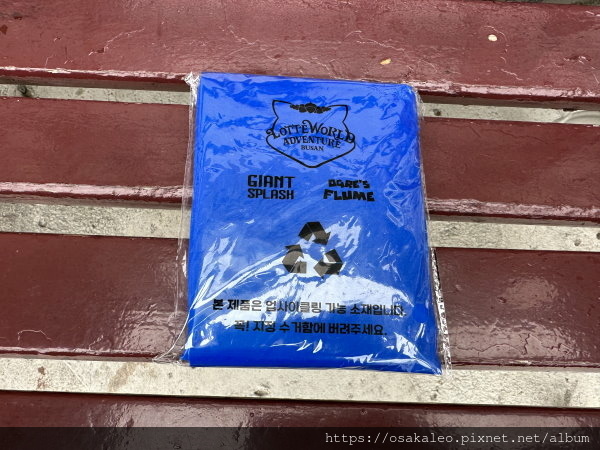 LOTTE WORLD
ADVENTURE
BUSAN
GIANT
SPLASH
OGRE'S
FLUME
본 제품은 업사이클링 가능 소재입니다.
꼭! 지정 수거함에 버려주세요.
https://osakaleo.pixnet.net/album